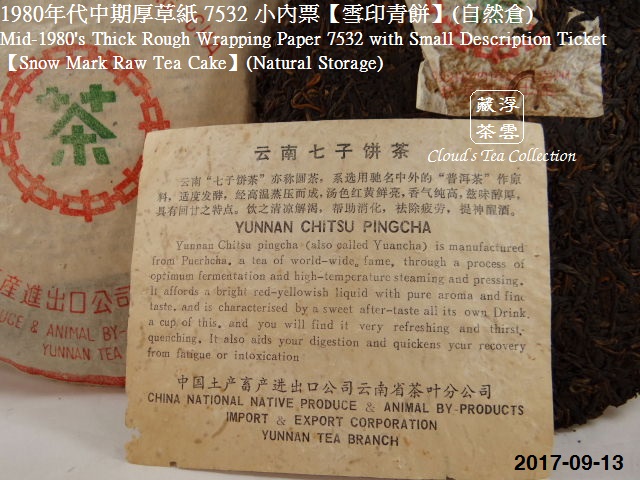 1980年代中期厚草紙 7532 小內票【雪印青餅】(自然倉)
Mid-1980's Thick Rough Wrapping Paper 7532 with Small Description Ticket
【Snow Mark Raw Tea Cake】(Natural Storage)
茶
藏浮
茶雲
Cloud's Tea Collection
云南七子饼茶
云南“七子饼茶”亦称圆茶，系选用驰名中外的“普洱茶”作原
料，适度发酵，经高温蒸压而成，汤色红黄鲜亮，香气纯高，滋味醇厚，
具有回甘之特点，饮之清凉解渴，帮助消化，祛除疲劳，提神醒酒。
YUNNAN CHITSU PINGCHA
Yunnan Chitsu pingcha (also called Yuancha) is manufactured
from Puerhcha, a tea of world-wide, fame, through a process of
optimum fermentation and high-temperature steaming and pressing.
It affords a bright red-yellowish liquid with pure aroma and fine
taste, and is characterised by a sweet after-taste all its own Drink
a cup of this, and you will find it very refreshing and thirst,
quenching. It also aids your digestion and quickens your recovery
from fatigue or intoxication
中国土产畜产进出口公司云南省茶叶分公司
CHINA NATIONAL NATIVE PRODUCE & ANIMAL BY-PRODUCTS
IMPORT & EXPORT CORPORATION
YUNNAN TEA BRANCH
產進出口公司
DUCE & ANIMAL BY-P
YUNNAN TEA
2017-09-13